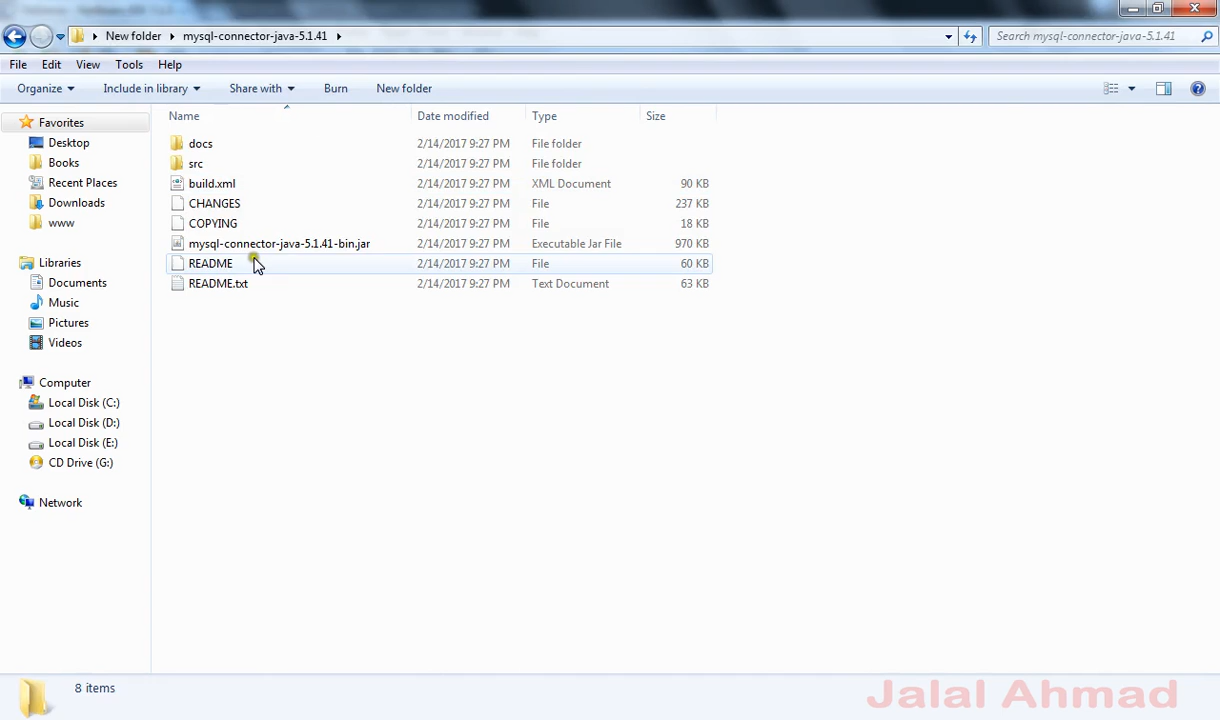 New folder mysql-connector-java-5.1.41 Search mysql-connector-java-5.1.41
File Edit View Tools Help
Organize Include in library Share with Burn New folder
Name Date modified Type Size
Favorites
Desktop
Books
Recent Places
Downloads
www
Libraries
Documents
Music
Pictures
Videos
Computer
Local Disk (C:)
Local Disk (D:)
Local Disk (E:)
CD Drive (G:)
Network
docs 2/14/2017 9:27 PM File folder
src 2/14/2017 9:27 PM File folder
build.xml 2/14/2017 9:27 PM XML Document 90 KB
CHANGES 2/14/2017 9:27 PM File 237 KB
COPYING 2/14/2017 9:27 PM File 18 KB
mysql-connector-java-5.1.41-bin.jar 2/14/2017 9:27 PM Executable Jar File 970 KB
README 2/14/2017 9:27 PM File 60 KB
README.txt 2/14/2017 9:27 PM Text Document 63 KB
8 items
Jalal Ahmad